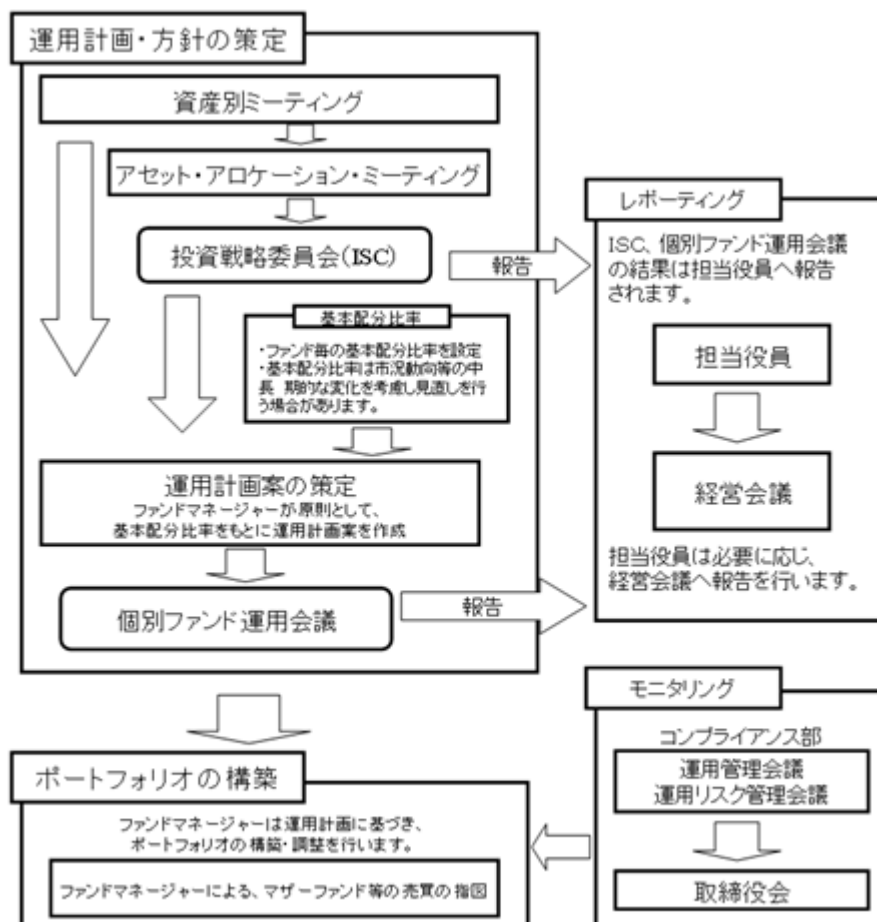 運用計画・方針の策定
資産別ミーティング
アセット・アロケーション・ミーティング
投資戦略委員会(ISC)
報告
基本配分比率
・ファンド毎の基本配分比率を設定
・基本配分比率は市況動向等の中
長 期的な変化を考慮し見直しを行
う場合があります。
運用計画案の策定
ファンドマネージャーが原則として、
基本配分比率をもとに運用計画案を作成
個別ファンド運用会議
報告
レポーティング
ISC、個別ファンド運用会議
の結果は担当役員へ報告
されます。
担当役員
経営会議
担当役員は必要に応じ、
経営会議へ報告を行います。
ポートフォリオの構築
ファンドマネージャーは運用計画に基づき、
ポートフォリオの構築・調整を行います。
ファンドマネージャーによる、マザーファンド等の売買の指図
モニタリング
コンプライアンス部
運用管理会議
運用リスク管理会議
取締役会